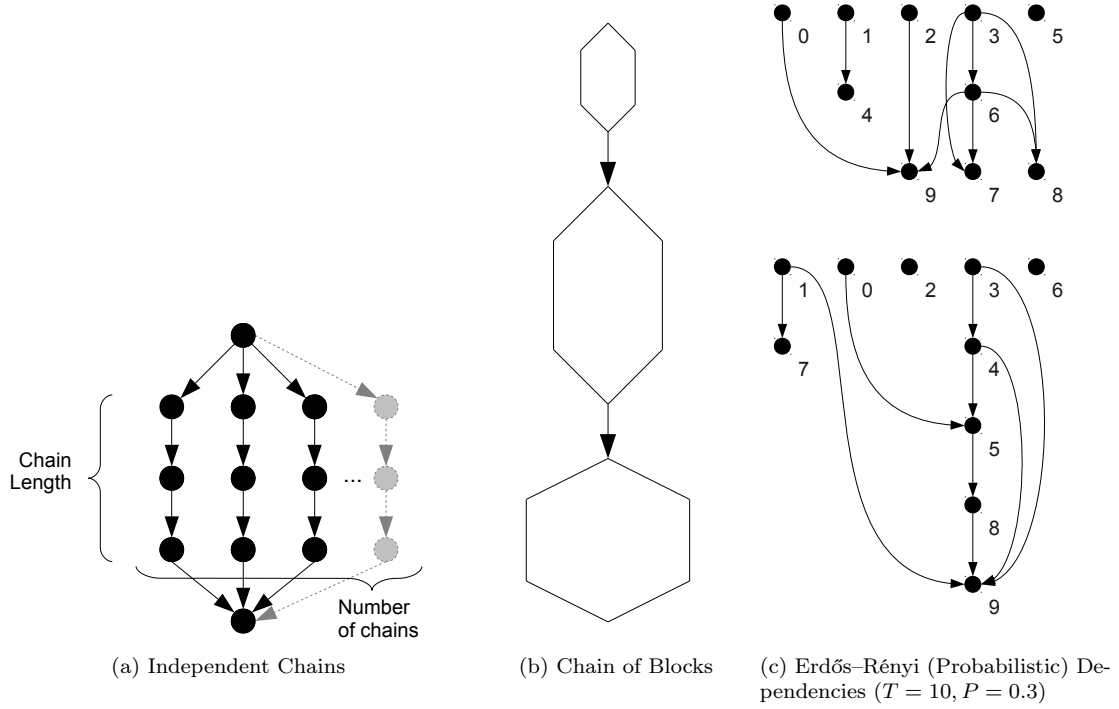 Chain
Length
...
Number
of chains
(a) Independent Chains
(b) Chain of Blocks
0
1
2
3
5
4
6
9
7
8
1
0
2
3
6
7
4
5
8
9
(c) Erdős–Rényi (Probabilistic) De-
pendencies (T = 10, P = 0.3)